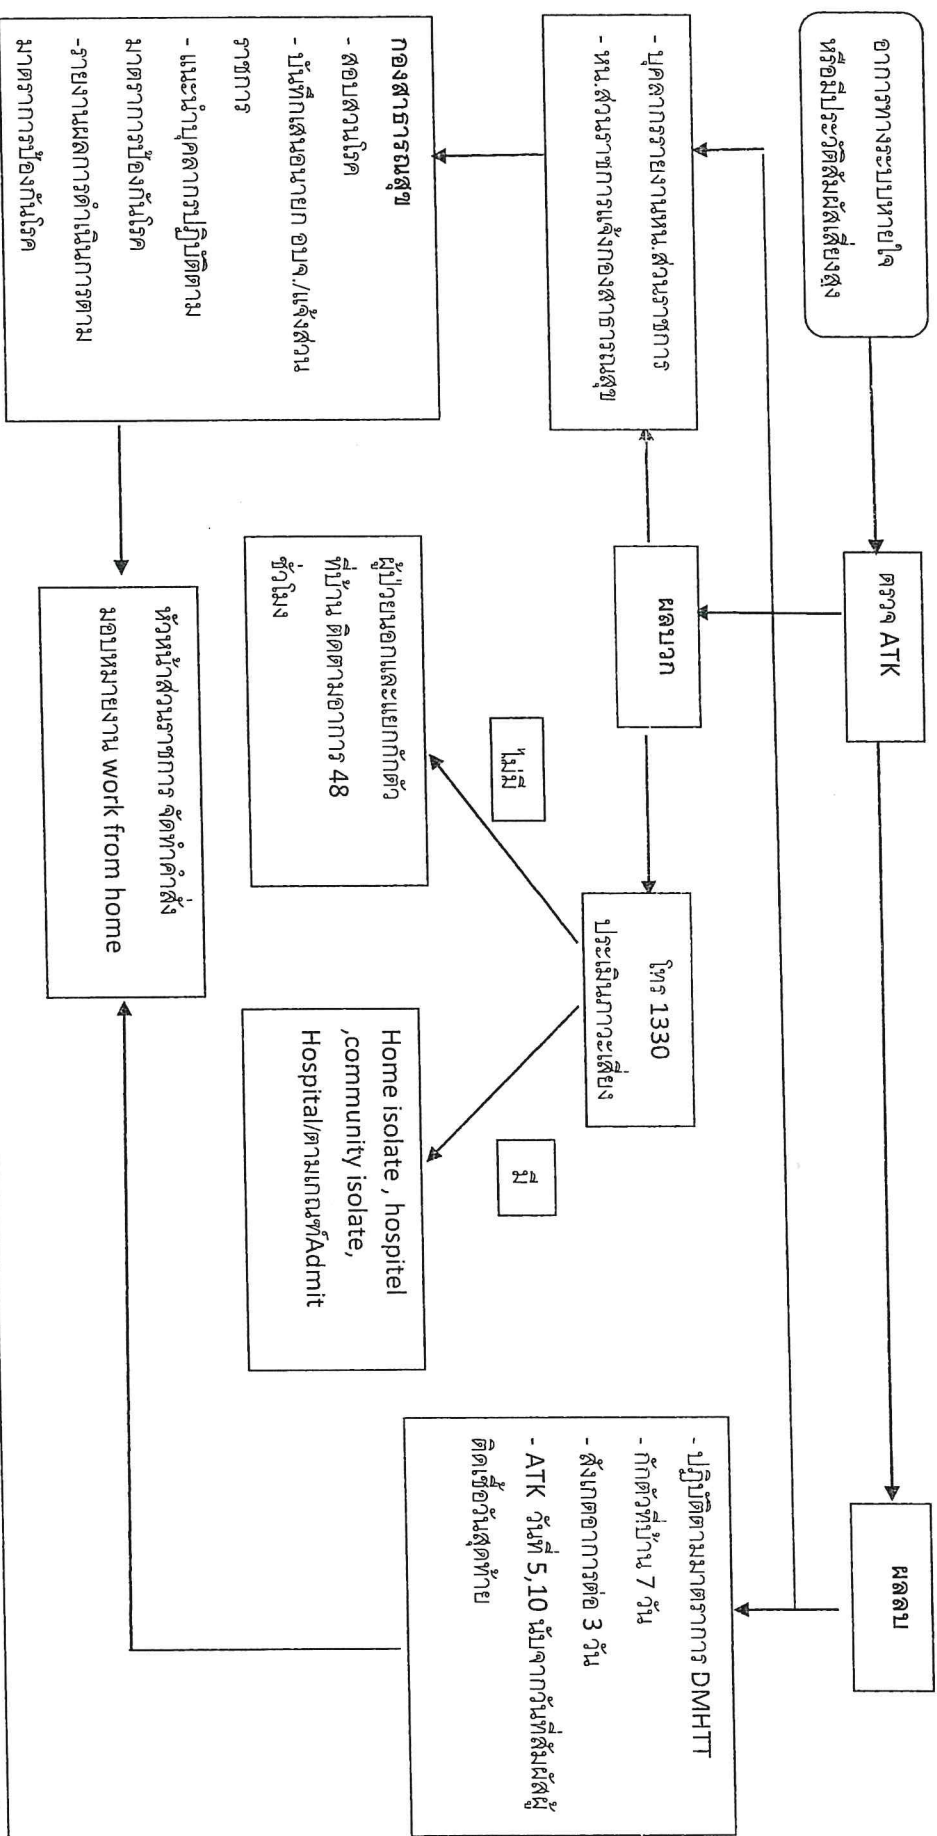 อาการทางระบบหายใจ
หรือมีประวัติสัมผัสเสี่ยงสูง
ตรวจ ATK
ผลลบ
- บุคลากรรายงานหน.ส่วนราชการ
- หน.ส่วนราชการแจ้งกองสาธารณสุข
ผลบวก
โทร 1330
ประเมินภาวะเสี่ยง
- ปฏิบัติตามมาตราการ DMHTT
- กักตัวที่บ้าน 7 วัน
- สังเกตอาการต่อ 3 วัน
- ATK วันที่ 5,10 นับจากวันที่สัมผัสผู้
ติดเชื้อวันสุดท้าย
ไม่มี
มี
กองสาธารณสุข
- สอบสวนโรค
- บันทึกเสนอนายก อบจ./แจ้งส่วน
ราชการ
- แนะนำบุคลากรปฏิบัติตาม
มาตราการป้องกันโรค
-รายงานผลการดำเนินการตาม
มาตราการป้องกันโรค
ผู้ป่วยนอกและแยกกักตัว
ที่บ้าน ติดตามอาการ 48
ชั่วโมง
Home isolate , hospitel
,community isolate,
Hospital/ตามเกณฑ์Admit
หัวหน้าส่วนราชการ จัดทำคำสั่ง
มอบหมายงาน work from home